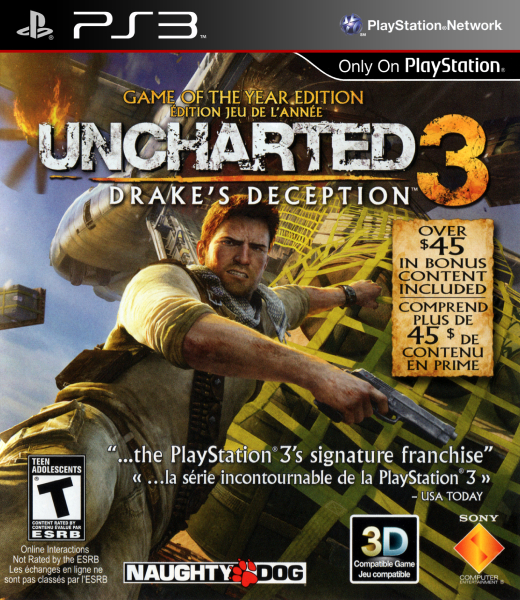 PS3™
PlayStation®Network
Only On PlayStation®
GAME OF THE YEAR EDITION
ÉDITION JEU DE L'ANNÉE
UNCHARTED 3
DRAKE'S DECEPTION™
OVER
$45
IN BONUS
CONTENT
INCLUDED
COMPREND
PLUS DE
45 $ DE
CONTENU
EN PRIME
"...the PlayStation®3's signature franchise"
« ...la série incontournable de la PlayStation®3 »
– USA TODAY
TEEN
ADOLESCENTS
T
CONTENT RATED BY
CONTENU ÉVALUÉ PAR
ESRB
Online Interactions
Not Rated by the ESRB
Les échanges en ligne ne
sont pas classés par l'ESRB
NAUGHTY DOG
3D
Compatible Game
Jeu compatible
SONY
COMPUTER
ENTERTAINMENT®